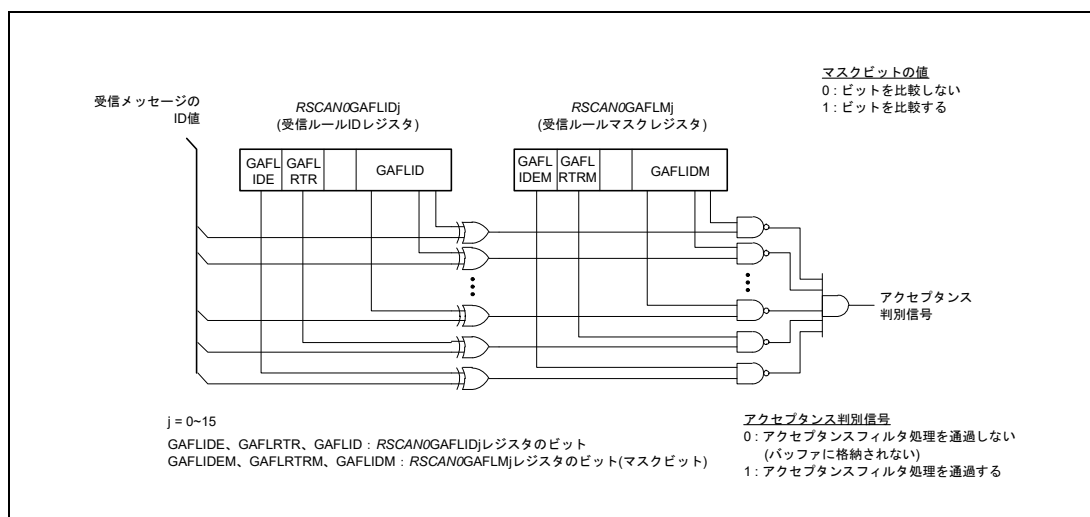 受信メッセージの
ID値
RSCAN0GAFLIDj
(受信ルールIDレジスタ)
RSCAN0GAFLMj
(受信ルールマスクレジスタ)
マスクビットの値
0 : ビットを比較しない
1 : ビットを比較する
GAFL
IDE
GAFL
RTR
GAFLID
GAFL
IDEM
GAFL
RTRM
GAFLIDM
アクセプタンス
判別信号
j = 0~15
GAFLIDE、GAFLRTR、GAFLID : RSCAN0GAFLIDjレジスタのビット
GAFLIDEM、GAFLRTRM、GAFLIDM : RSCAN0GAFLMjレジスタのビット(マスクビット)
アクセプタンス判別信号
0 : アクセプタンスフィルタ処理を通過しない
(バッファに格納されない)
1 : アクセプタンスフィルタ処理を通過する